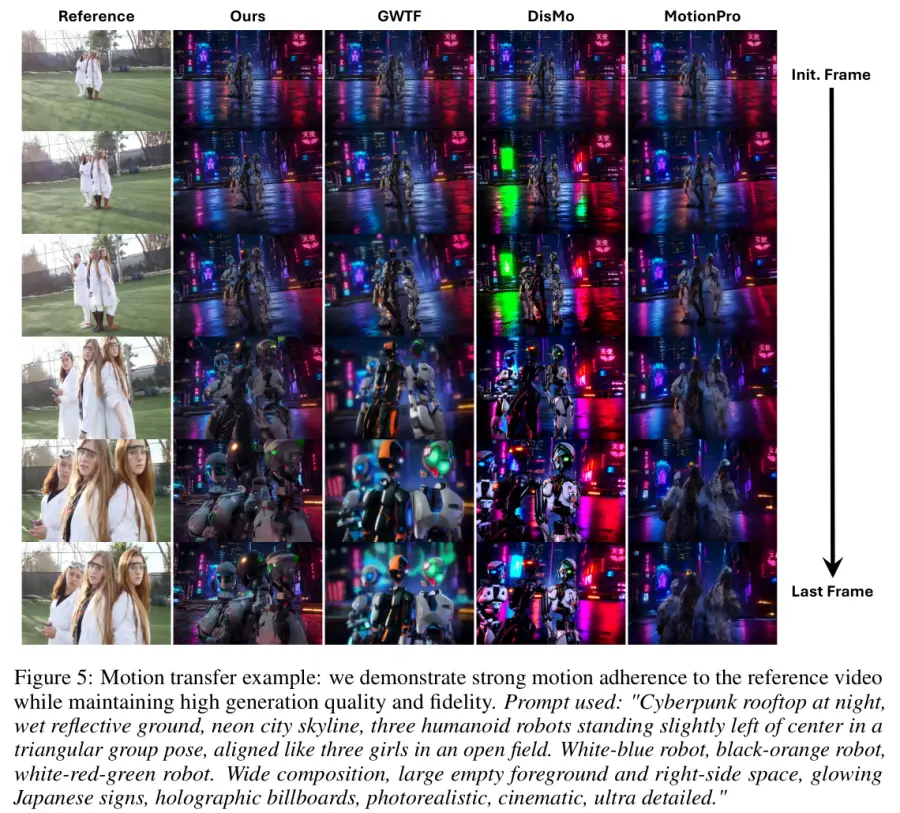 Reference Ours GWTF DisMo MotionPro
Init. Frame
天使
Last Frame
Figure 5: Motion transfer example: we demonstrate strong motion adherence to the reference video
while maintaining high generation quality and fidelity. Prompt used: "Cyberpunk rooftop at night,
wet reflective ground, neon city skyline, three humanoid robots standing slightly left of center in a
triangular group pose, aligned like three girls in an open field. White-blue robot, black-orange robot,
white-red-green robot. Wide composition, large empty foreground and right-side space, glowing
Japanese signs, holographic billboards, photorealistic, cinematic, ultra detailed."